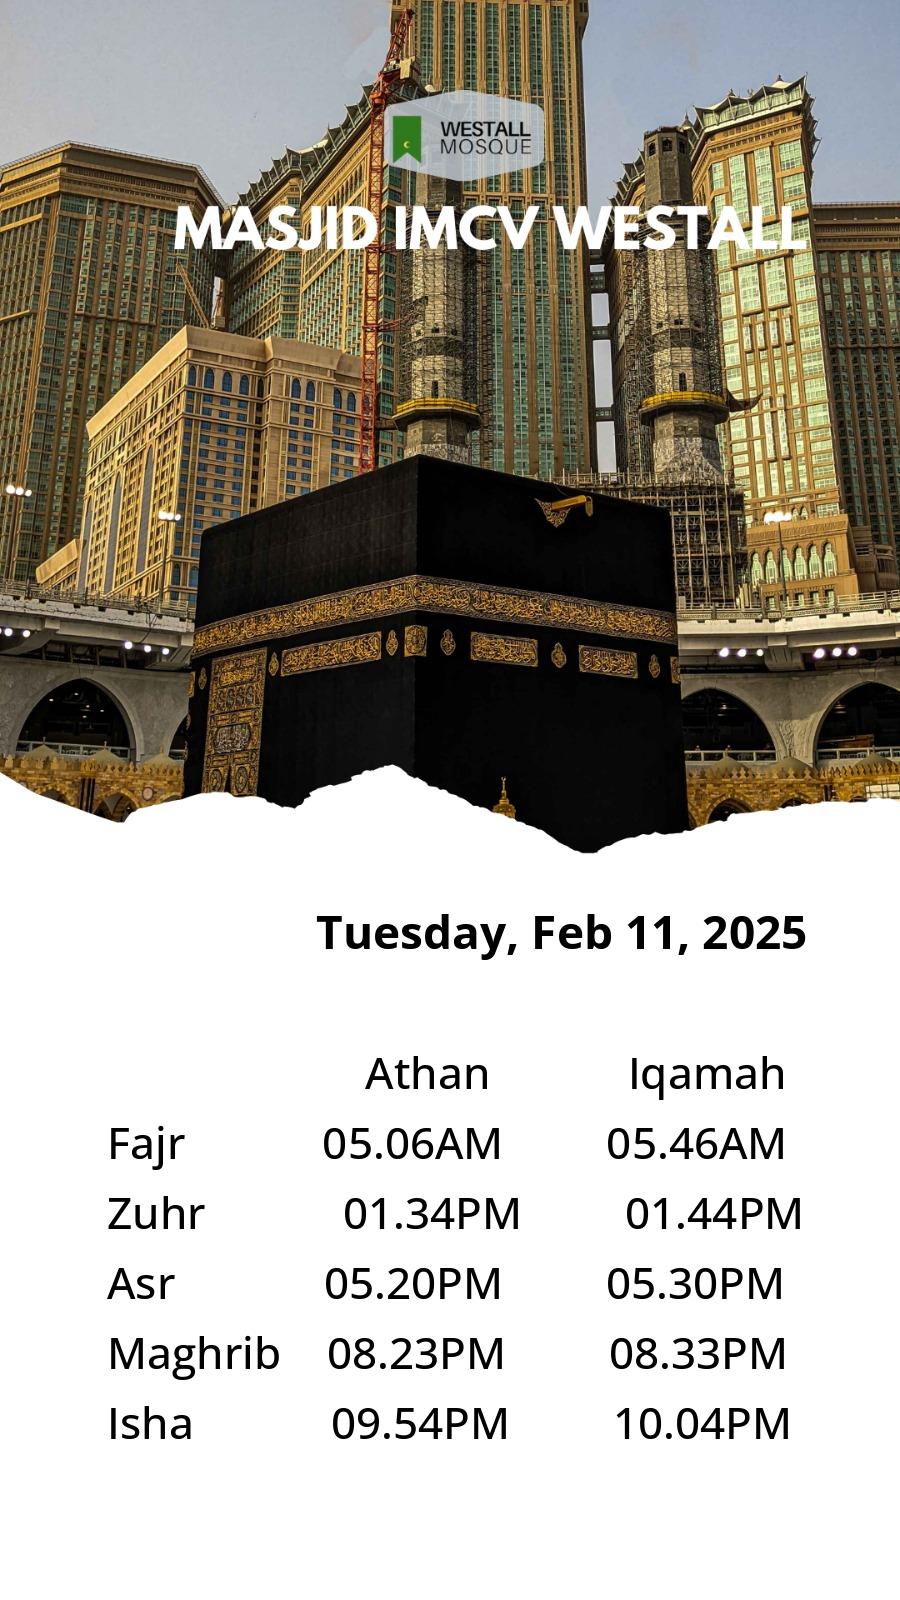 WESTALL
MOSQUE
MASJID IMCV WESTALL
Tuesday, Feb 11, 2025
Athan Iqamah
Fajr 05.06AM 05.46AM
Zuhr 01.34PM 01.44PM
Asr 05.20PM 05.30PM
Maghrib 08.23PM 08.33PM
Isha 09.54PM 10.04PM